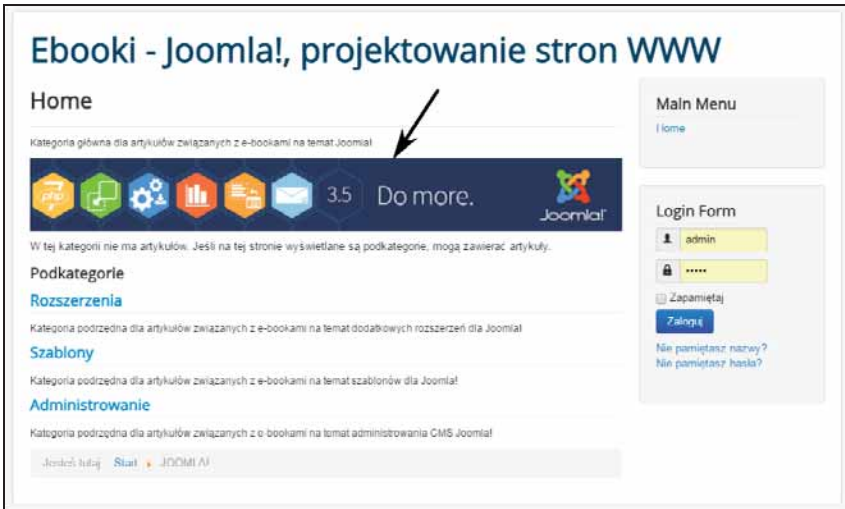 Ebooki - Joomla!, projektowanie stron WWW
Home
Kategoria główna dla artykułów związanych z e-bookami na temat Joomla!
php
3.5 Do more.
Joomla!
W tej kategorii nie ma artykułów. Jeśli na tej stronie wyświetlane są podkategorie, mogą zawierać artykuły.
Podkategorie
Rozszerzenia
Kategoria podrzędna dla artykułów związanych z e-bookami na temat dodatkowych rozszerzeń dla Joomla!
Szablony
Kategoria podrzędna dla artykułów związanych z e-bookami na temat szablonów dla Joomla!
Administrowanie
Kategoria podrzędna dla artykułów związanych z e-bookami na temat administrowania CMS Joomla!
Jesteś tutaj: Start JOOMLA!
Main Menu
Home
Login Form
admin
•••••
Zapamiętaj
Zaloguj
Nie pamiętasz nazwy?
Nie pamiętasz hasła?